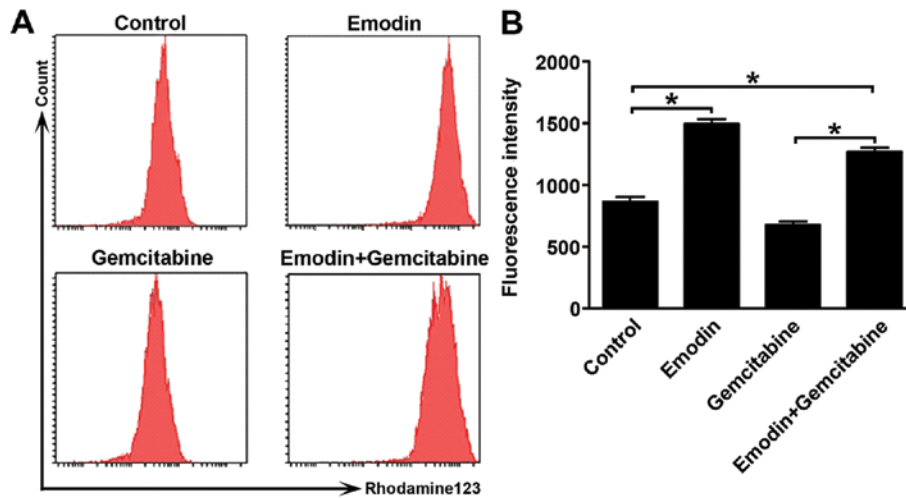 A
Control
Emodin
Count
Gemcitabine
Emodin+Gemcitabine
Rhodamine123
B
Fluorescence intensity
2000
1500
1000
500
0
*
*
*
Control
Emodin
Gemcitabine
Emodin+Gemcitabine